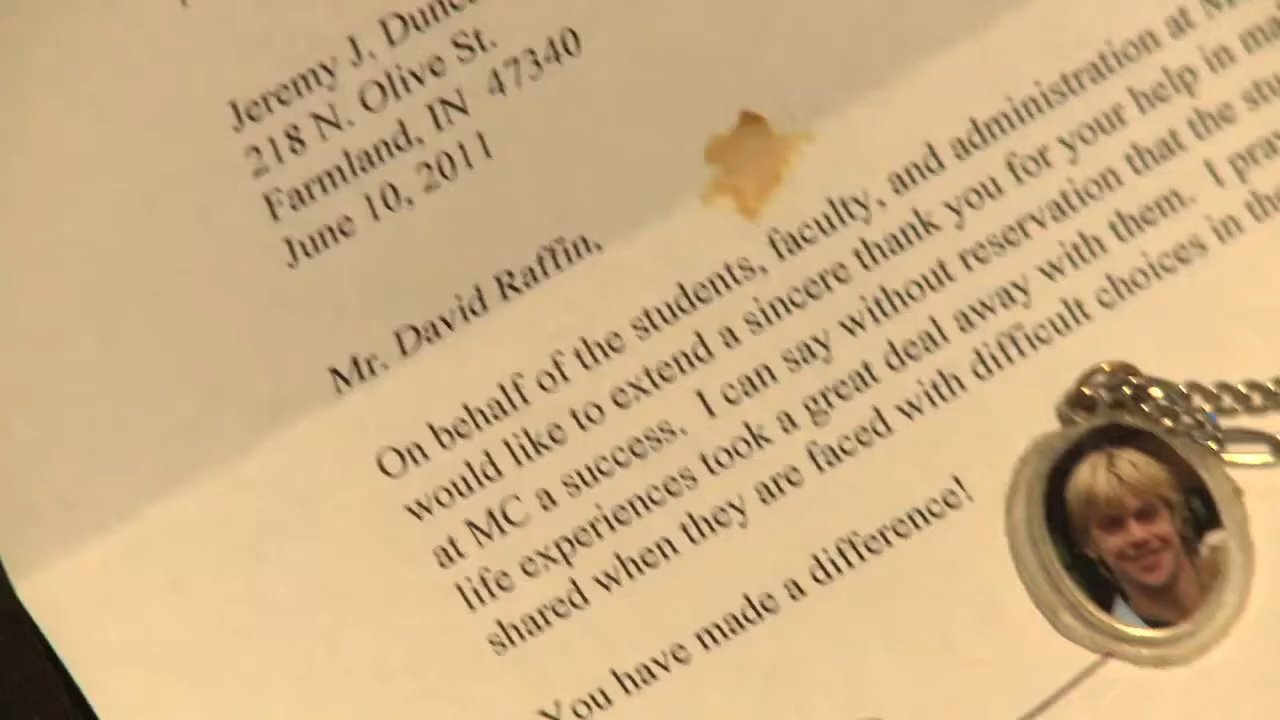 Jeremy J.
218 N. Olive St.
Farmland, IN 47340
June 10, 2011
Mr. David Raffin,
On behalf of the students, faculty, and administration at
would like to extend a sincere thank you for your help in
at MC a success. I can say without reservation that the
life experiences took a great deal away with them. I
shared when they are faced with difficult choices in
You have made a difference!